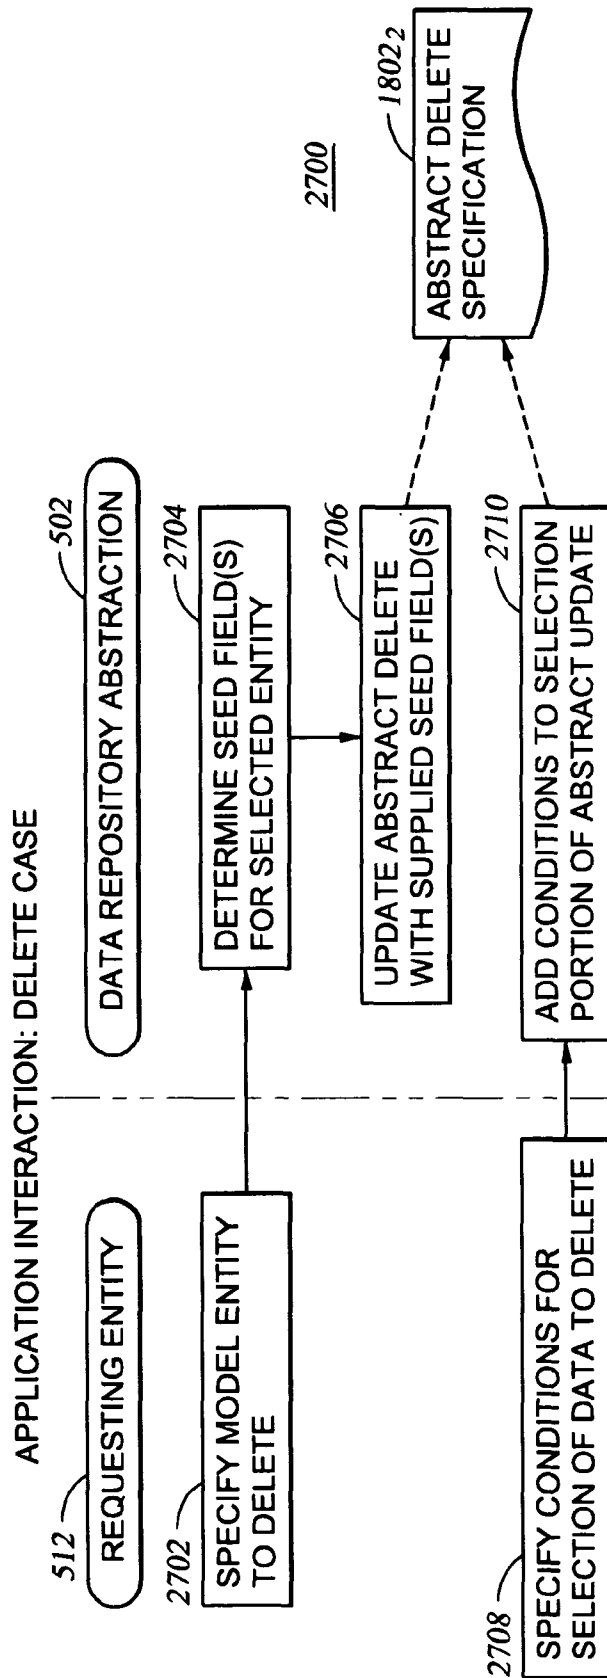 APPLICATION INTERACTION: DELETE CASE
512
REQUESTING ENTITY
502
DATA REPOSITORY ABSTRACTION
2700
2702
SPECIFY MODEL ENTITY
TO DELETE
2704
DETERMINE SEED FIELD(S)
FOR SELECTED ENTITY
2706
UPDATE ABSTRACT DELETE
WITH SUPPLIED SEED FIELD(S)
1802₂
ABSTRACT DELETE
SPECIFICATION
2708
SPECIFY CONDITIONS FOR
SELECTION OF DATA TO DELETE
2710
ADD CONDITIONS TO SELECTION
PORTION OF ABSTRACT UPDATE